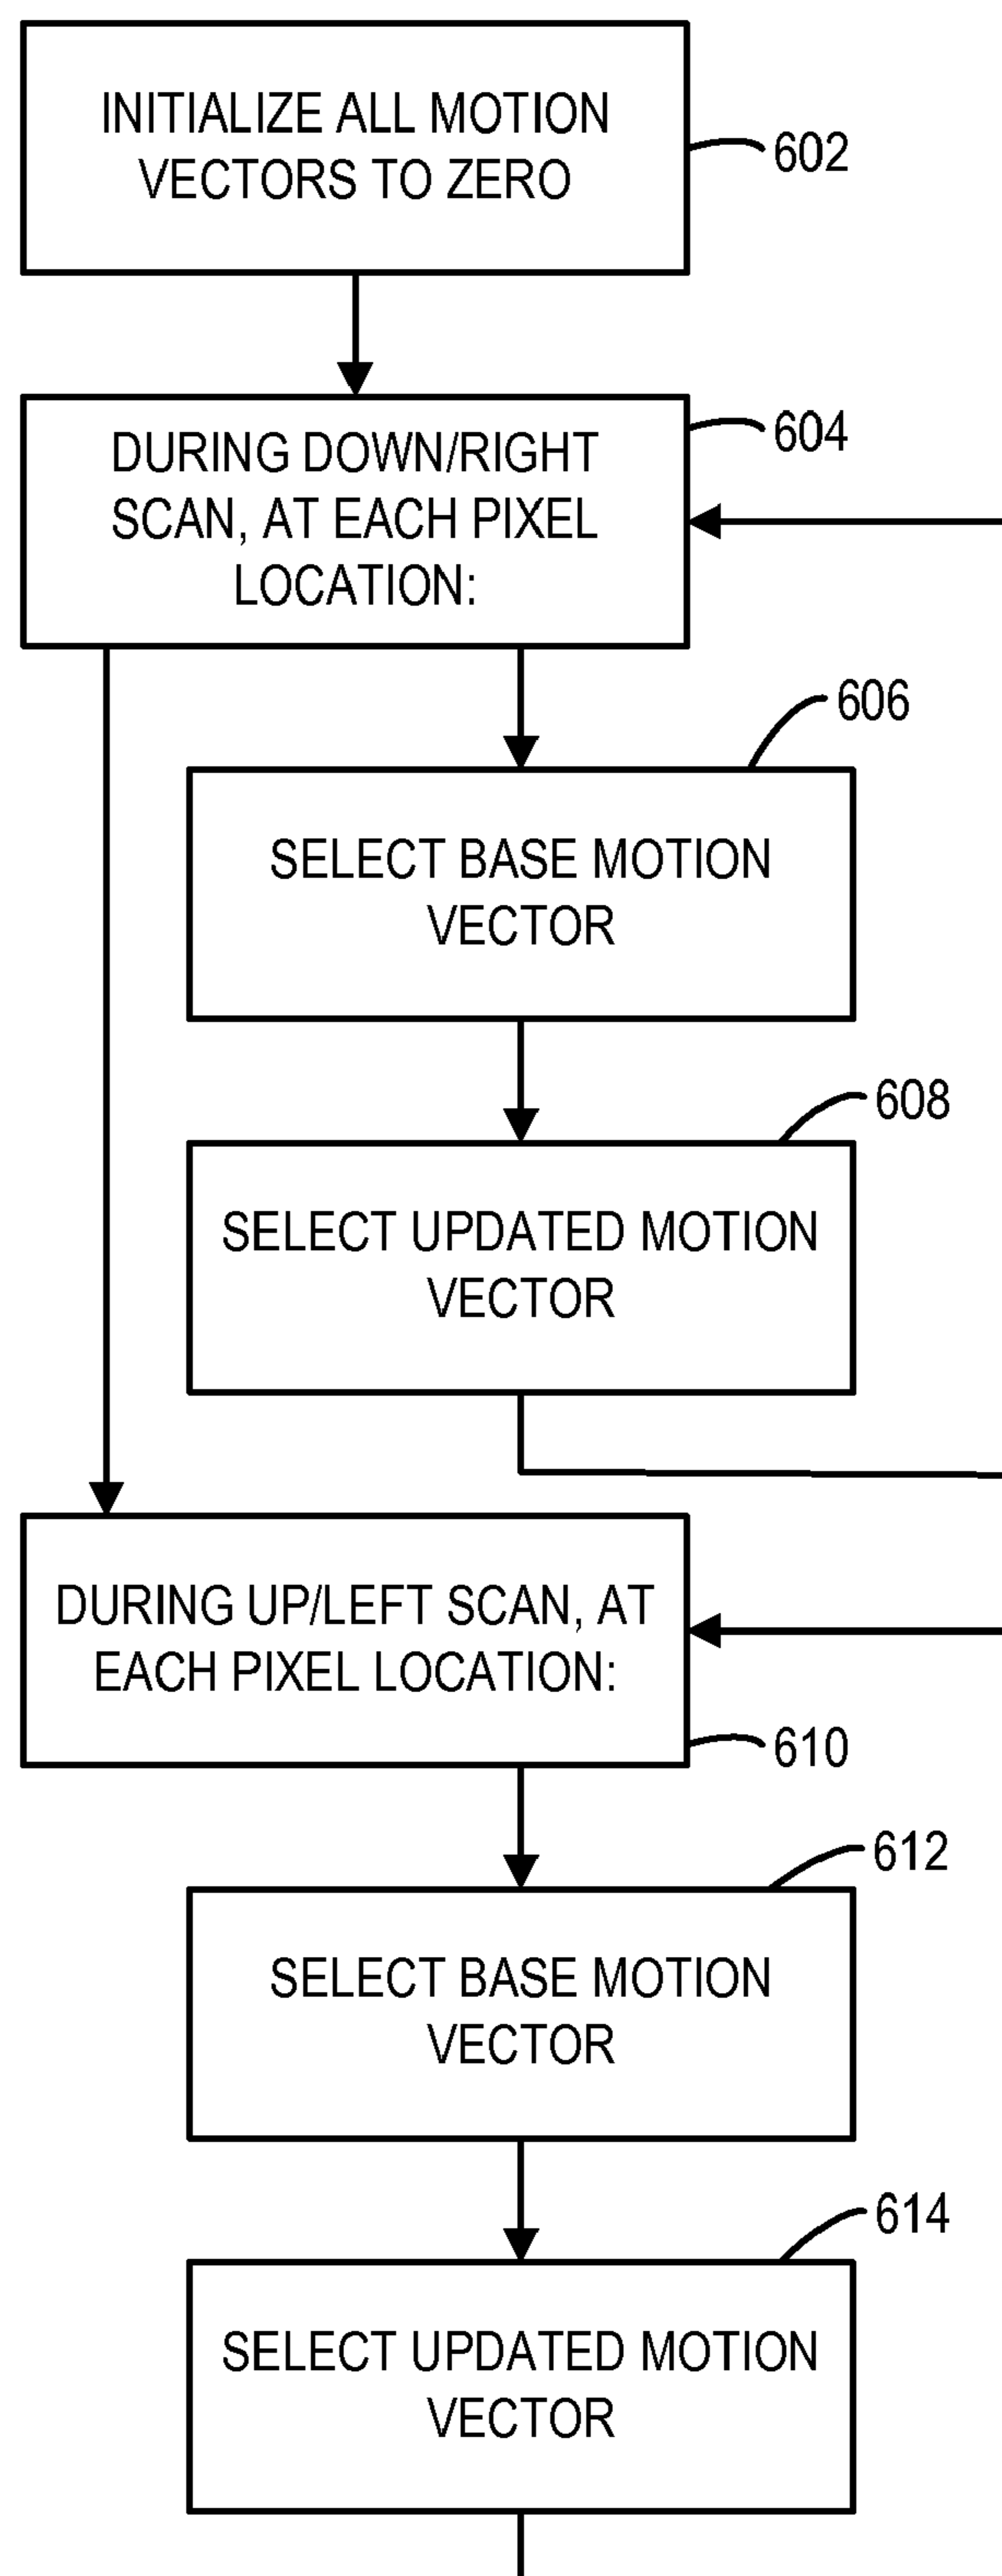 INITIALIZE ALL MOTION
VECTORS TO ZERO
602
DURING DOWN/RIGHT
SCAN, AT EACH PIXEL
LOCATION:
604
606
SELECT BASE MOTION
VECTOR
608
SELECT UPDATED MOTION
VECTOR
DURING UP/LEFT SCAN, AT
EACH PIXEL LOCATION:
610
612
SELECT BASE MOTION
VECTOR
614
SELECT UPDATED MOTION
VECTOR